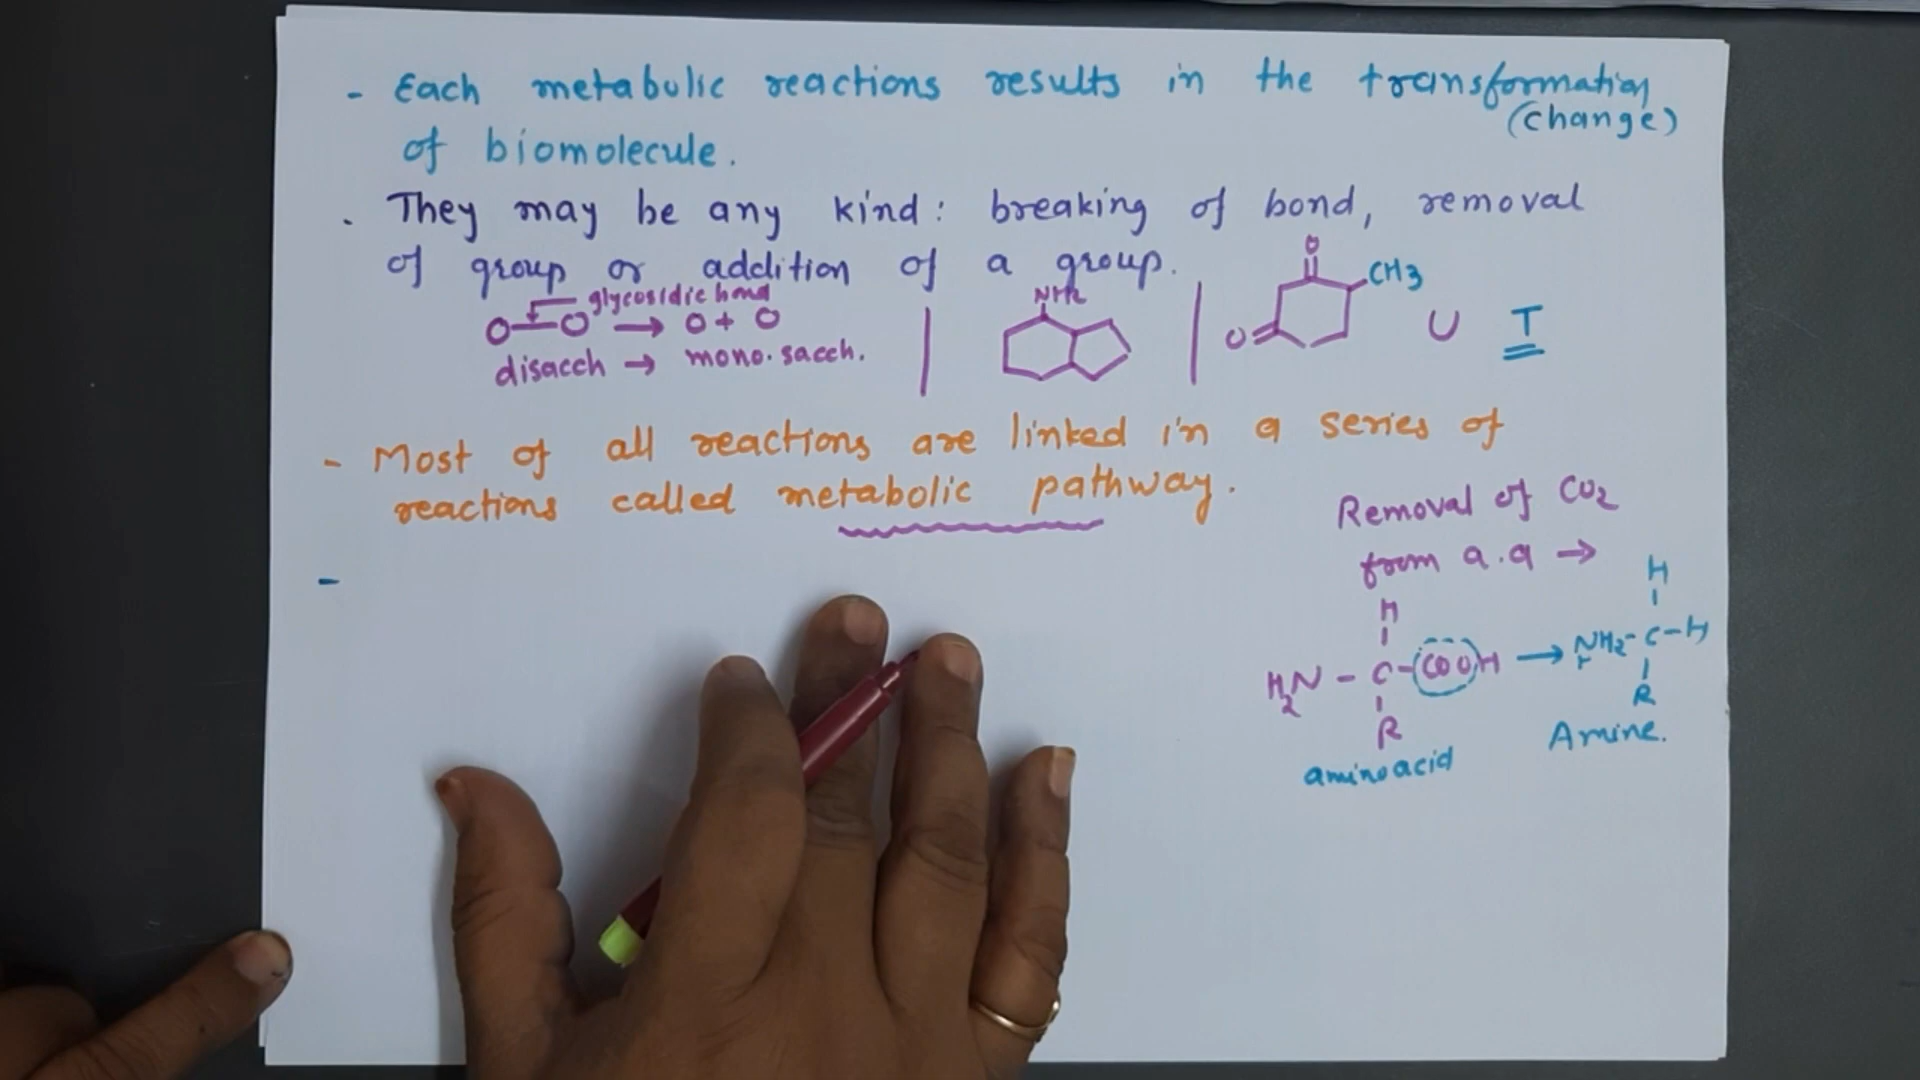 - Each metabolic reactions results in the transformation
(change)
of biomolecule.
. They may be any kind: breaking of bond, removal
of group or addition of a group.
glycosidic bond
O-O → O + O
disacch → mono.sacch.
NH2
O
CH3
O
U T
- Most of all reactions are linked in a series of
reactions called metabolic pathway.
-
Removal of CO2
from a.a →
H
H
H2N - C - COOH → NH2 - C - H
R
R
aminoacid
Amine.